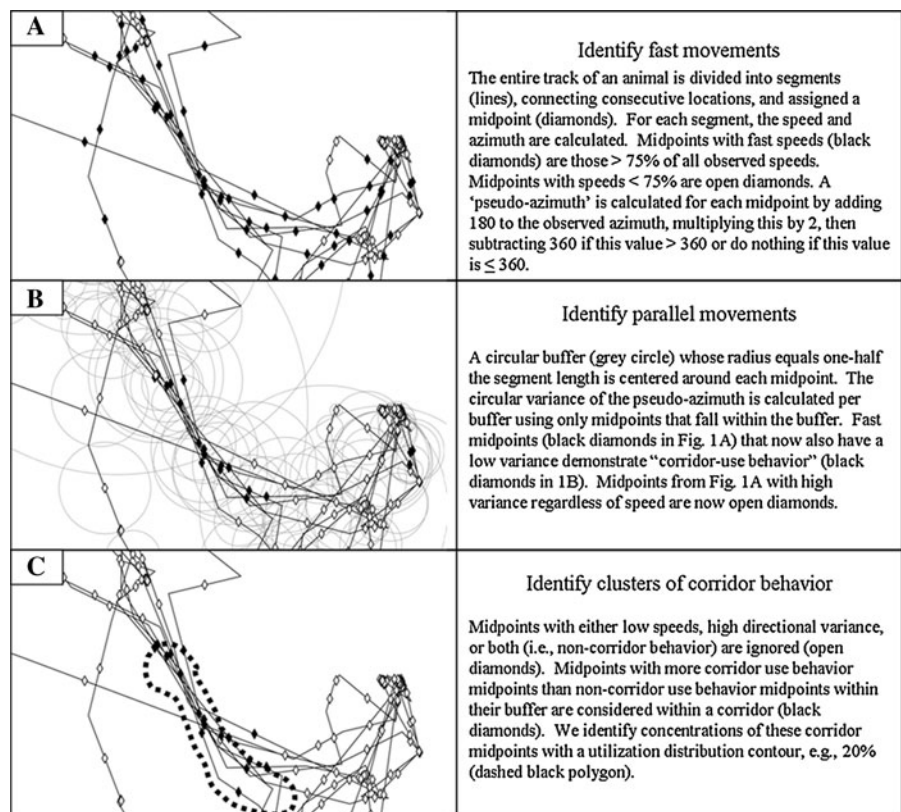 A
Identify fast movements
The entire track of an animal is divided into segments
(lines), connecting consecutive locations, and assigned a
midpoint (diamonds). For each segment, the speed and
azimuth are calculated. Midpoints with fast speeds (black
diamonds) are those > 75% of all observed speeds.
Midpoints with speeds < 75% are open diamonds. A
‘pseudo-azimuth’ is calculated for each midpoint by adding
180 to the observed azimuth, multiplying this by 2, then
subtracting 360 if this value > 360 or do nothing if this value
is ≤ 360.
B
Identify parallel movements
A circular buffer (grey circle) whose radius equals one-half
the segment length is centered around each midpoint. The
circular variance of the pseudo-azimuth is calculated per
buffer using only midpoints that fall within the buffer. Fast
midpoints (black diamonds in Fig. 1A) that now also have a
low variance demonstrate “corridor-use behavior” (black
diamonds in 1B). Midpoints from Fig. 1A with high
variance regardless of speed are now open diamonds.
C
Identify clusters of corridor behavior
Midpoints with either low speeds, high directional variance,
or both (i.e., non-corridor behavior) are ignored (open
diamonds). Midpoints with more corridor use behavior
midpoints than non-corridor use behavior midpoints within
their buffer are considered within a corridor (black
diamonds). We identify concentrations of these corridor
midpoints with a utilization distribution contour, e.g., 20%
(dashed black polygon).